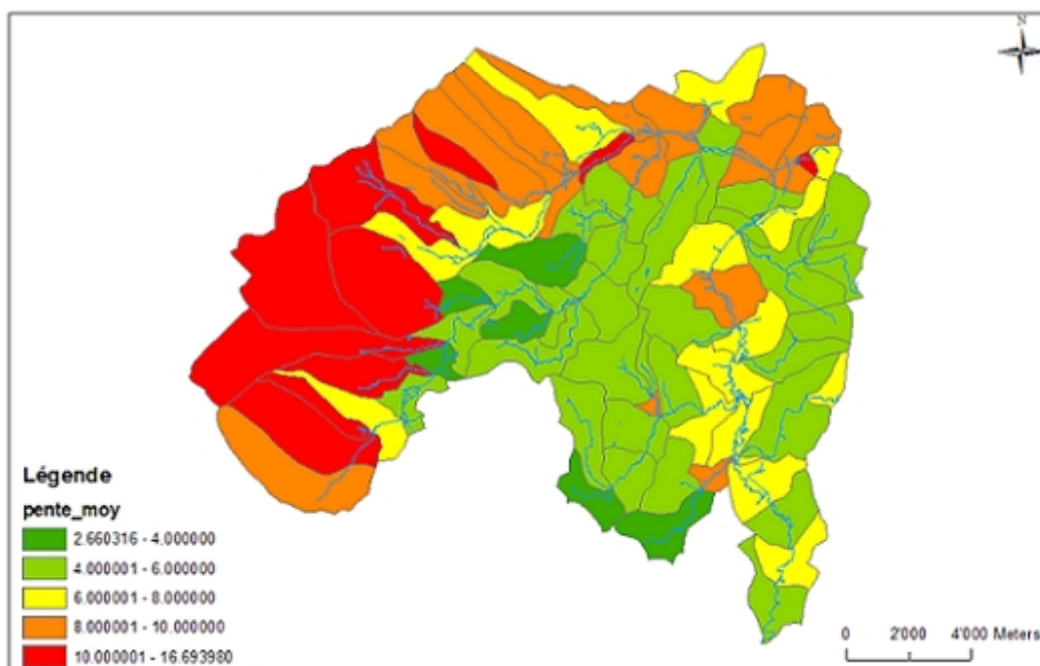 N
Légende
pente_moy
2.660316 - 4.000000
4.000001 - 6.000000
6.000001 - 8.000000
8.000001 - 10.000000
10.000001 - 16.693980
0 2'000 4'000 Meters